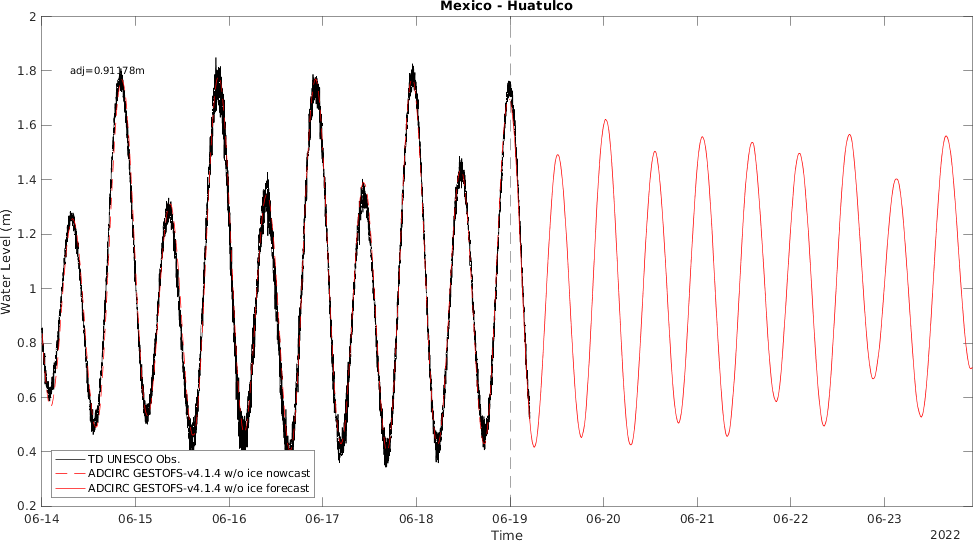 Mexico - Huatulco
adj=0.91178m
Water Level (m)
2
1.8
1.6
1.4
1.2
1
0.8
0.6
0.4
0.2
TD UNESCO Obs.
ADCIRC GESTOFS-v4.1.4 w/o ice nowcast
ADCIRC GESTOFS-v4.1.4 w/o ice forecast
06-14 06-15 06-16 06-17 06-18 06-19 06-20 06-21 06-22 06-23
Time
2022